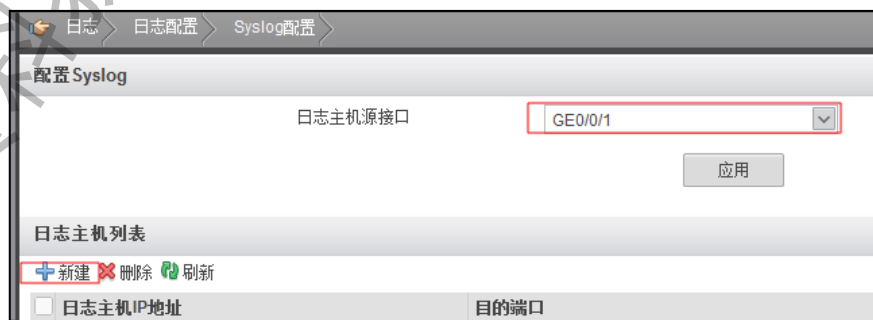 日志 日志配置 Syslog配置
配置Syslog
日志主机源接口 GE0/0/1
应用
日志主机列表
新建 删除 刷新
日志主机IP地址 目的端口